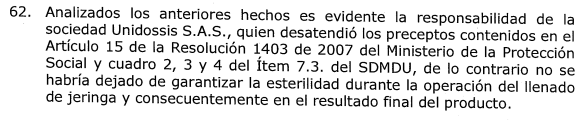 62. Analizados los anteriores hechos es evidente la responsabilidad de la
sociedad Unidossis S.A.S., quien desatendió los preceptos contenidos en el
Artículo 15 de la Resolución 1403 de 2007 del Ministerio de la Protección
Social y cuadro 2, 3 y 4 del Ítem 7.3. del SDMDU, de lo contrario no se
habría dejado de garantizar la esterilidad durante la operación del llenado
de jeringa y consecuentemente en el resultado final del producto.